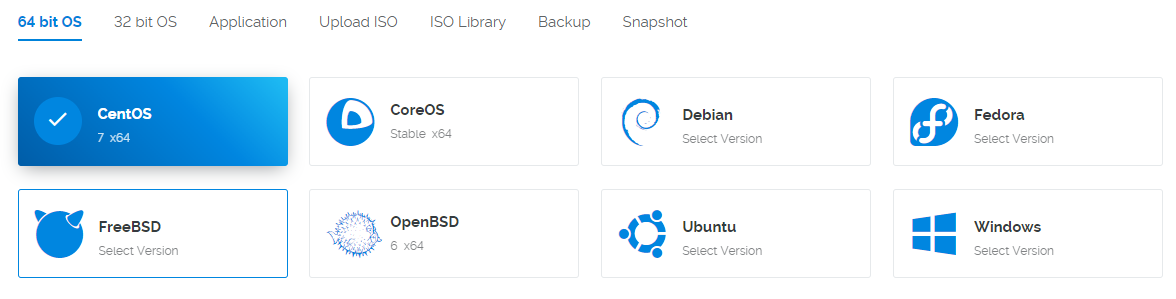 64 bit OS 32 bit OS Application Upload ISO ISO Library Backup Snapshot
CentOS
7 x64
CoreOS
Stable x64
Debian
Select Version
Fedora
Select Version
FreeBSD
Select Version
OpenBSD
6 x64
Ubuntu
Select Version
Windows
Select Version